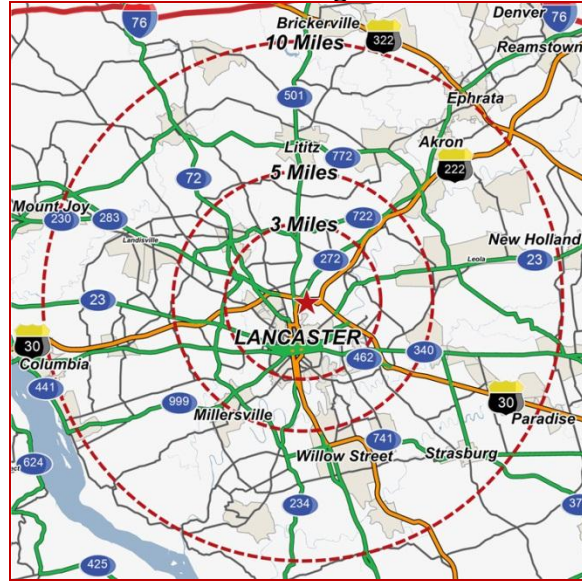 76
Brickerville
322
Denver
76
Reamstown
10 Miles
501
Ephrata
Lititz
772
Akron
222
72
5 Miles
Mount Joy
230
283
722
3 Miles
Landisville
272
New Holland
Leola
23
23
LANCASTER
30
Columbia
462
340
441
999
Millersville
30
Paradise
741
Willow Street
Strasburg
624
234
37
425